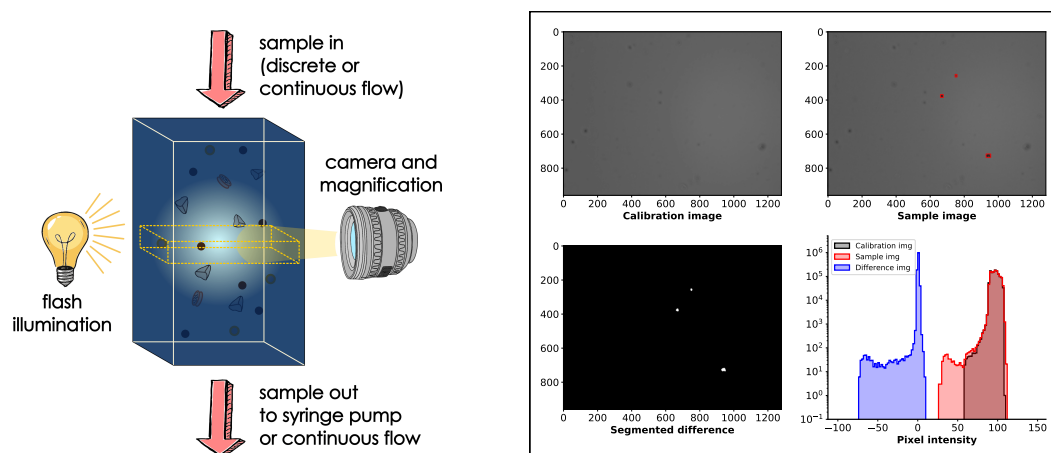 sample in
(discrete or
continuous flow)
camera and
magnification
flash
illumination
sample out
to syringe pump
or continuous flow
0
200
400
600
800
0 200 400 600 800 1000 1200
Calibration image
0
200
400
600
800
0 200 400 600 800 1000 1200
Sample image
0
200
400
600
800
0 200 400 600 800 1000 1200
Segmented difference
Calibration img
Sample img
Difference img
10⁶
10⁵
10⁴
10³
10²
10¹
10⁰
10⁻¹
−100 −50 0 50 100 150
Pixel intensity